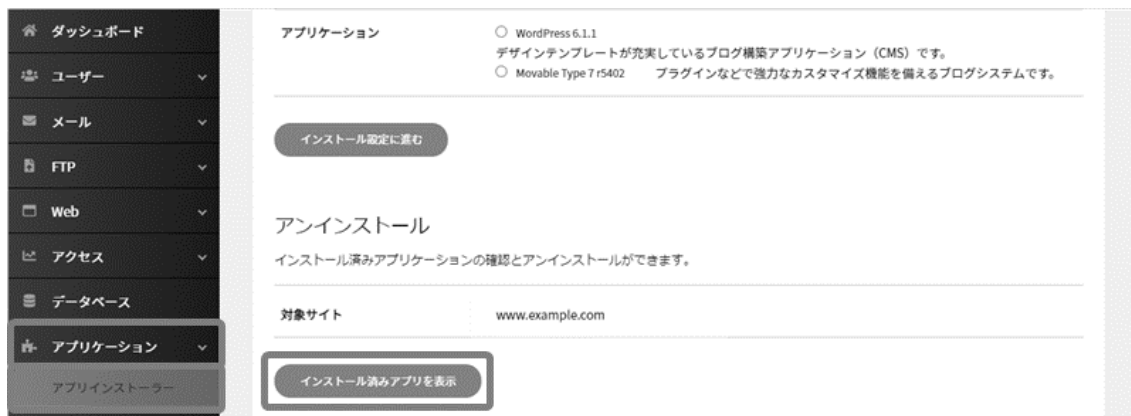 ダッシュボード
ユーザー
メール
FTP
Web
アクセス
データベース
アプリケーション
アプリインストーラー
アプリケーション
WordPress 6.1.1
デザインテンプレートが充実しているブログ構築アプリケーション（CMS）です。
Movable Type 7 r5402 プラグインなどで強力なカスタマイズ機能を備えるブログシステムです。
インストール設定に進む
アンインストール
インストール済みアプリケーションの確認とアンインストールができます。
対象サイト
www.example.com
インストール済みアプリを表示